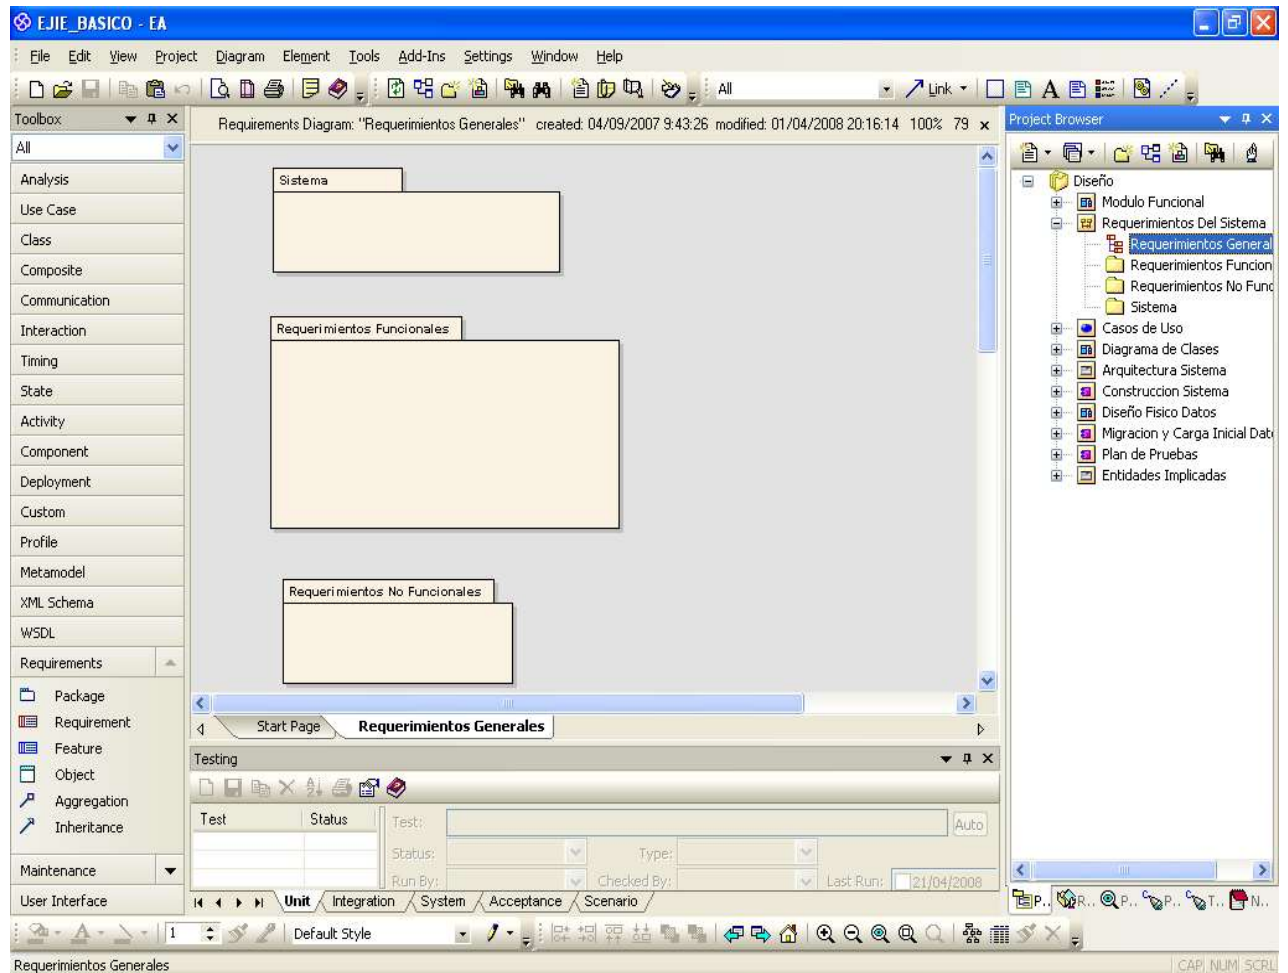 EJIE_BASICO - EA
File Edit View Project Diagram Element Tools Add-Ins Settings Window Help
All Link A
Toolbox
All
Analysis
Use Case
Class
Composite
Communication
Interaction
Timing
State
Activity
Component
Deployment
Custom
Profile
Metamodel
XML Schema
WSDL
Requirements
Package
Requirement
Feature
Object
Aggregation
Inheritance
Maintenance
User Interface
Requirements Diagram: "Requerimientos Generales" created: 04/09/2007 9:43:26 modified: 01/04/2008 20:16:14 100% 79
Sistema
Requerimientos Funcionales
Requerimientos No Funcionales
Start Page Requerimientos Generales
Testing
Test Status
Test: Auto
Status: Type:
Run By: Checked By: Last Run: 21/04/2008
Unit Integration System Acceptance Scenario
Project Browser
Diseño
Modulo Funcional
Requerimientos Del Sistema
Requerimientos General
Requerimientos Funcion
Requerimientos No Func
Sistema
Casos de Uso
Diagrama de Clases
Arquitectura Sistema
Construccion Sistema
Diseño Fisico Datos
Migracion y Carga Inicial Dat
Plan de Pruebas
Entidades Implicadas
P.. R.. P.. P.. T.. N..
A 1 Default Style
Requerimientos Generales
CAP NUM SCRL